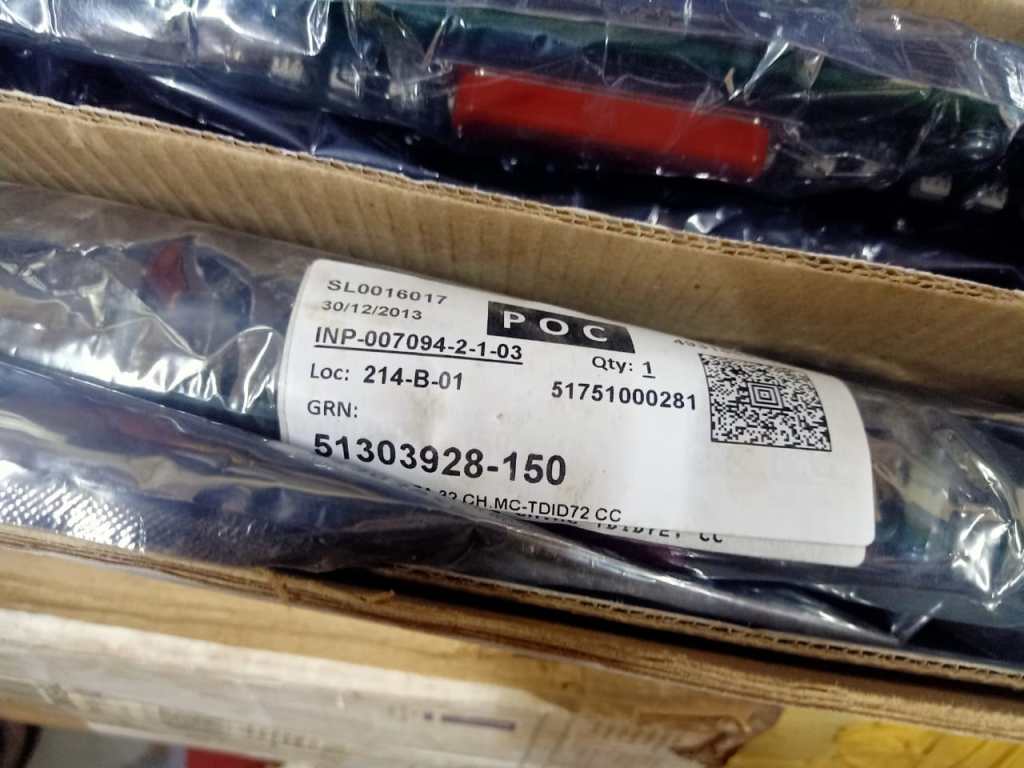 SL0016017
30/12/2013
POC
INP-007094-2-1-03
Qty: 1
Loc: 214-B-01
51751000281
GRN:
51303928-150
32 CH MC-TDID72 CC
CC